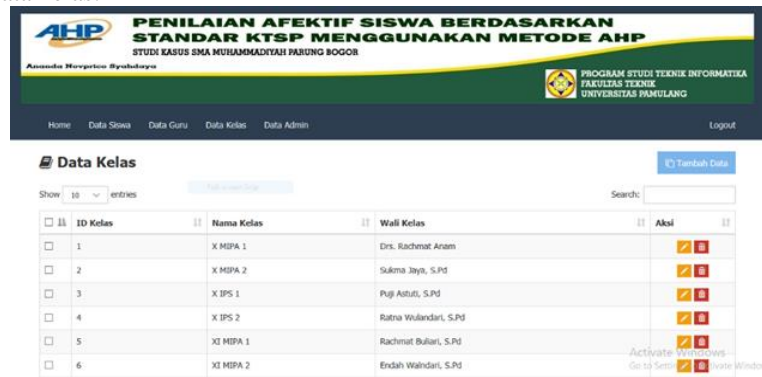 AHP
PENILAIAN AFEKTIF SISWA BERDASARKAN
STANDAR KTSP MENGGUNAKAN METODE AHP
STUDI KASUS SMA MUHAMMADIYAH PARUNG BOGOR
Ananda Novprico Syahdaya
PROGRAM STUDI TEKNIK INFORMATIKA
FAKULTAS TEKNIK
UNIVERSITAS PAMULANG
Home Data Siswa Data Guru Data Kelas Data Admin Logout
Data Kelas
Tambah Data
Show 10 entries Search:
ID Kelas Nama Kelas Wali Kelas Aksi
1 X MIPA 1 Drs. Rachmat Anam
2 X MIPA 2 Sukma Jaya, S.Pd
3 X IPS 1 Puji Astuti, S.Pd
4 X IPS 2 Ratna Wulandari, S.Pd
5 XI MIPA 1 Rachmat Buliari, S.Pd
6 XI MIPA 2 Endah Walndari, S.Pd
Activate Windows
Go to